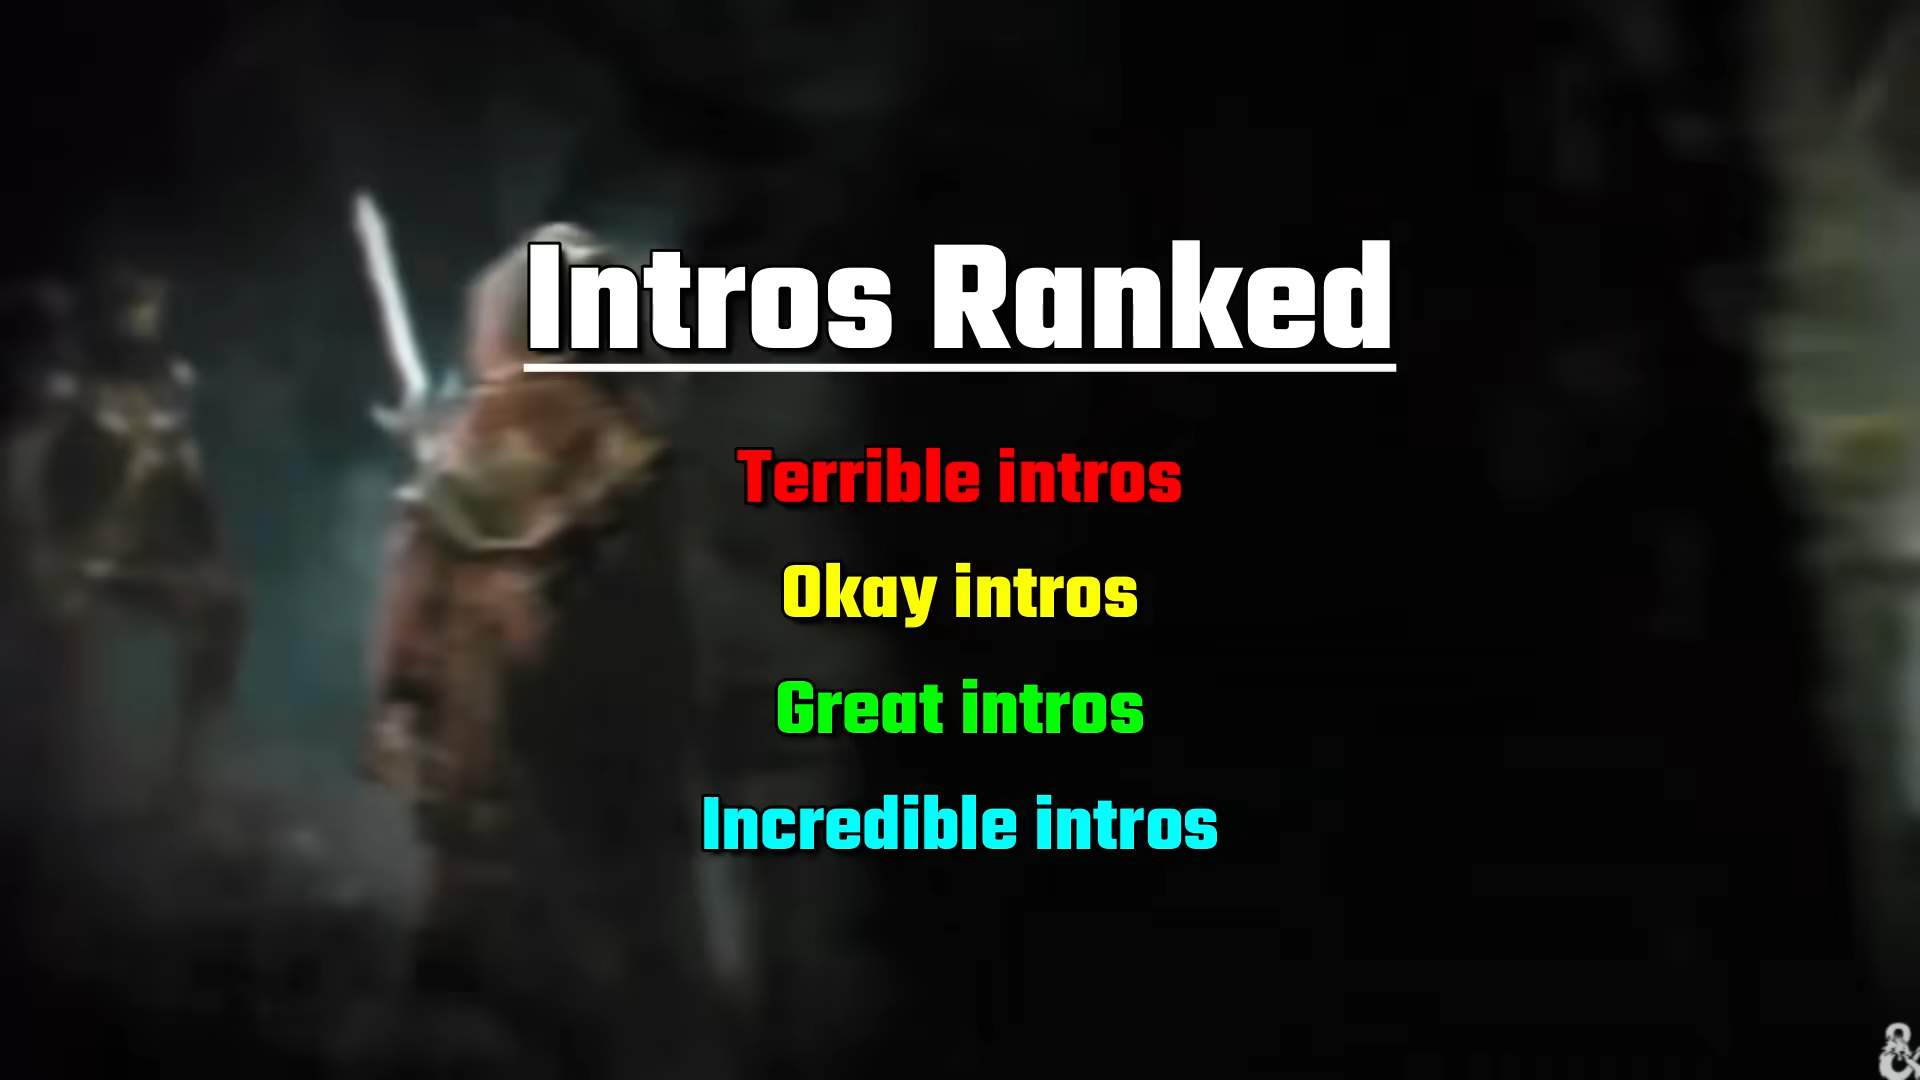 Intros Ranked
Terrible intros
Okay intros
Great intros
Incredible intros